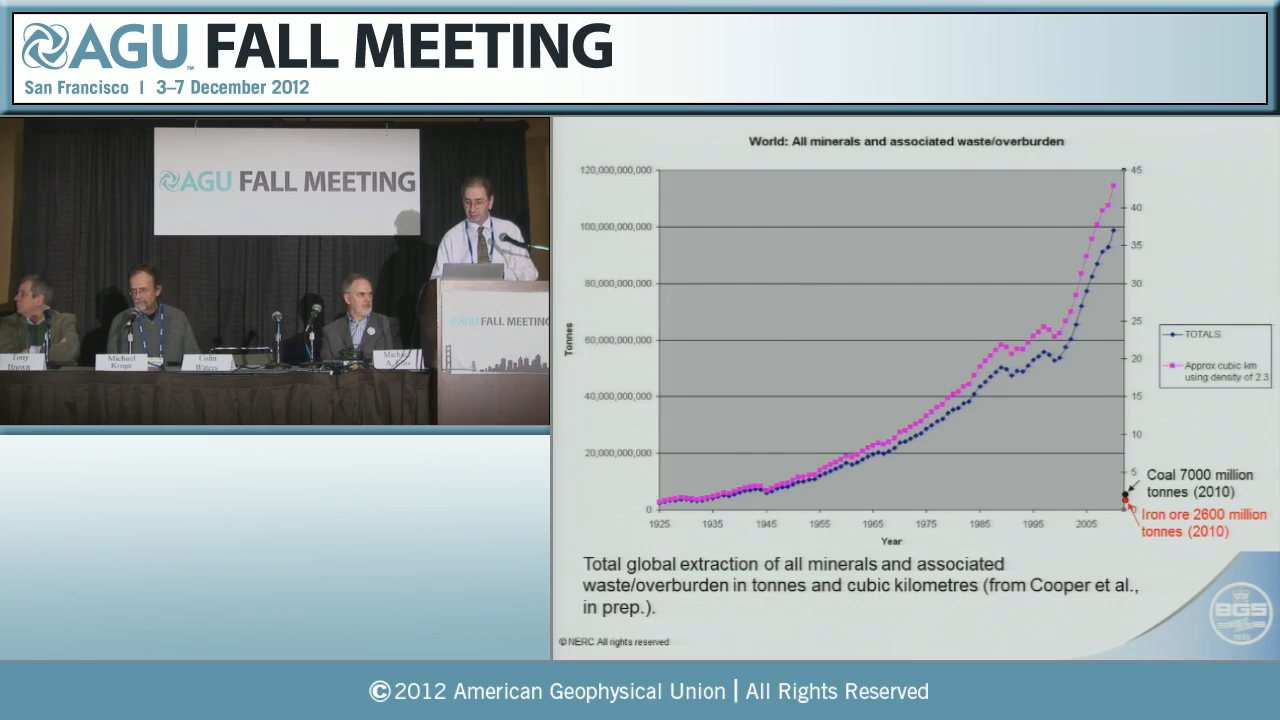 AGU™ FALL MEETING
San Francisco | 3–7 December 2012
AGU FALL MEETING
AGU FALL MEETING
Tony
Brown
Michael
Kruge
Colin
Waters
Michael
World: All minerals and associated waste/overburden
120,000,000,000
100,000,000,000
80,000,000,000
60,000,000,000
40,000,000,000
20,000,000,000
0
Tonnes
45
40
35
30
25
20
15
10
5
0
1925
1935
1945
1955
1965
1975
1985
1995
2005
Year
TOTALS
Approx cubic km
using density of 2.3
Coal 7000 million
tonnes (2010)
Iron ore 2600 million
tonnes (2010)
Total global extraction of all minerals and associated
waste/overburden in tonnes and cubic kilometres (from Cooper et al.,
in prep.).
BGS
© NERC All rights reserved
© 2012 American Geophysical Union | All Rights Reserved